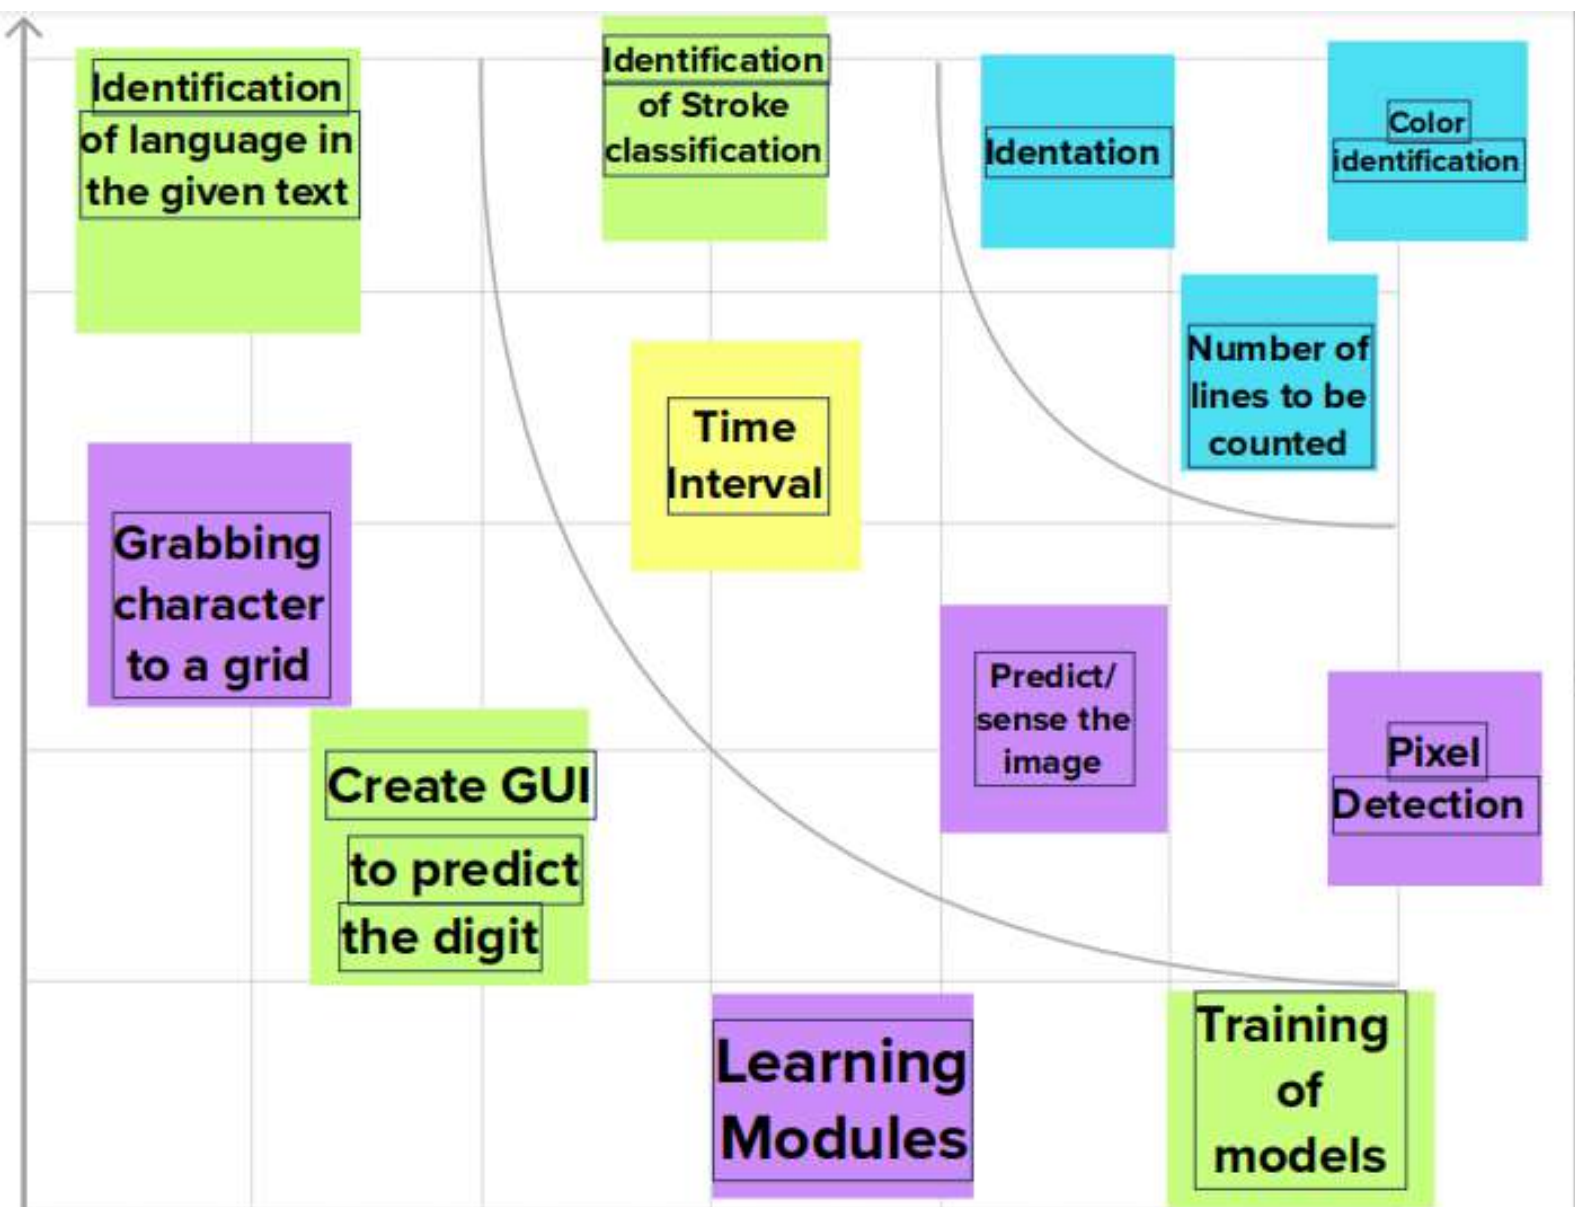 Identification
of language in
the given text
Identification
of Stroke
classification
Identation
Color
identification
Number of
lines to be
counted
Time
Interval
Grabbing
character
to a grid
Predict/
sense the
image
Pixel
Detection
Create GUI
to predict
the digit
Learning
Modules
Training
of
models